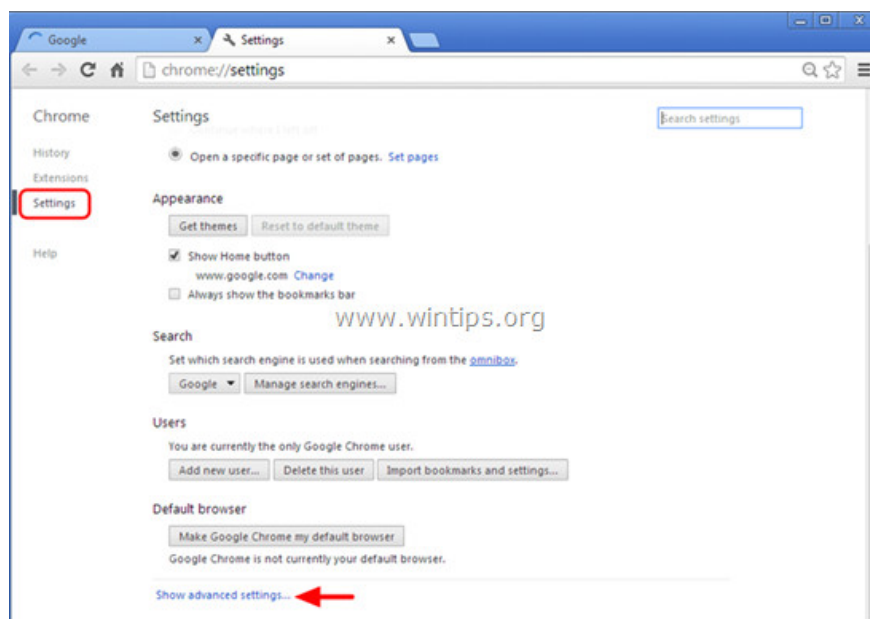 Google
Settings
chrome://settings
Chrome
Settings
Search settings
History
Open a specific page or set of pages. Set pages
Extensions
Settings
Appearance
Get themes Reset to default theme
Help
Show Home button
www.google.com Change
Always show the bookmarks bar
www.wintips.org
Search
Set which search engine is used when searching from the omnibox.
Google Manage search engines...
Users
You are currently the only Google Chrome user.
Add new user... Delete this user Import bookmarks and settings...
Default browser
Make Google Chrome my default browser
Google Chrome is not currently your default browser.
Show advanced settings...